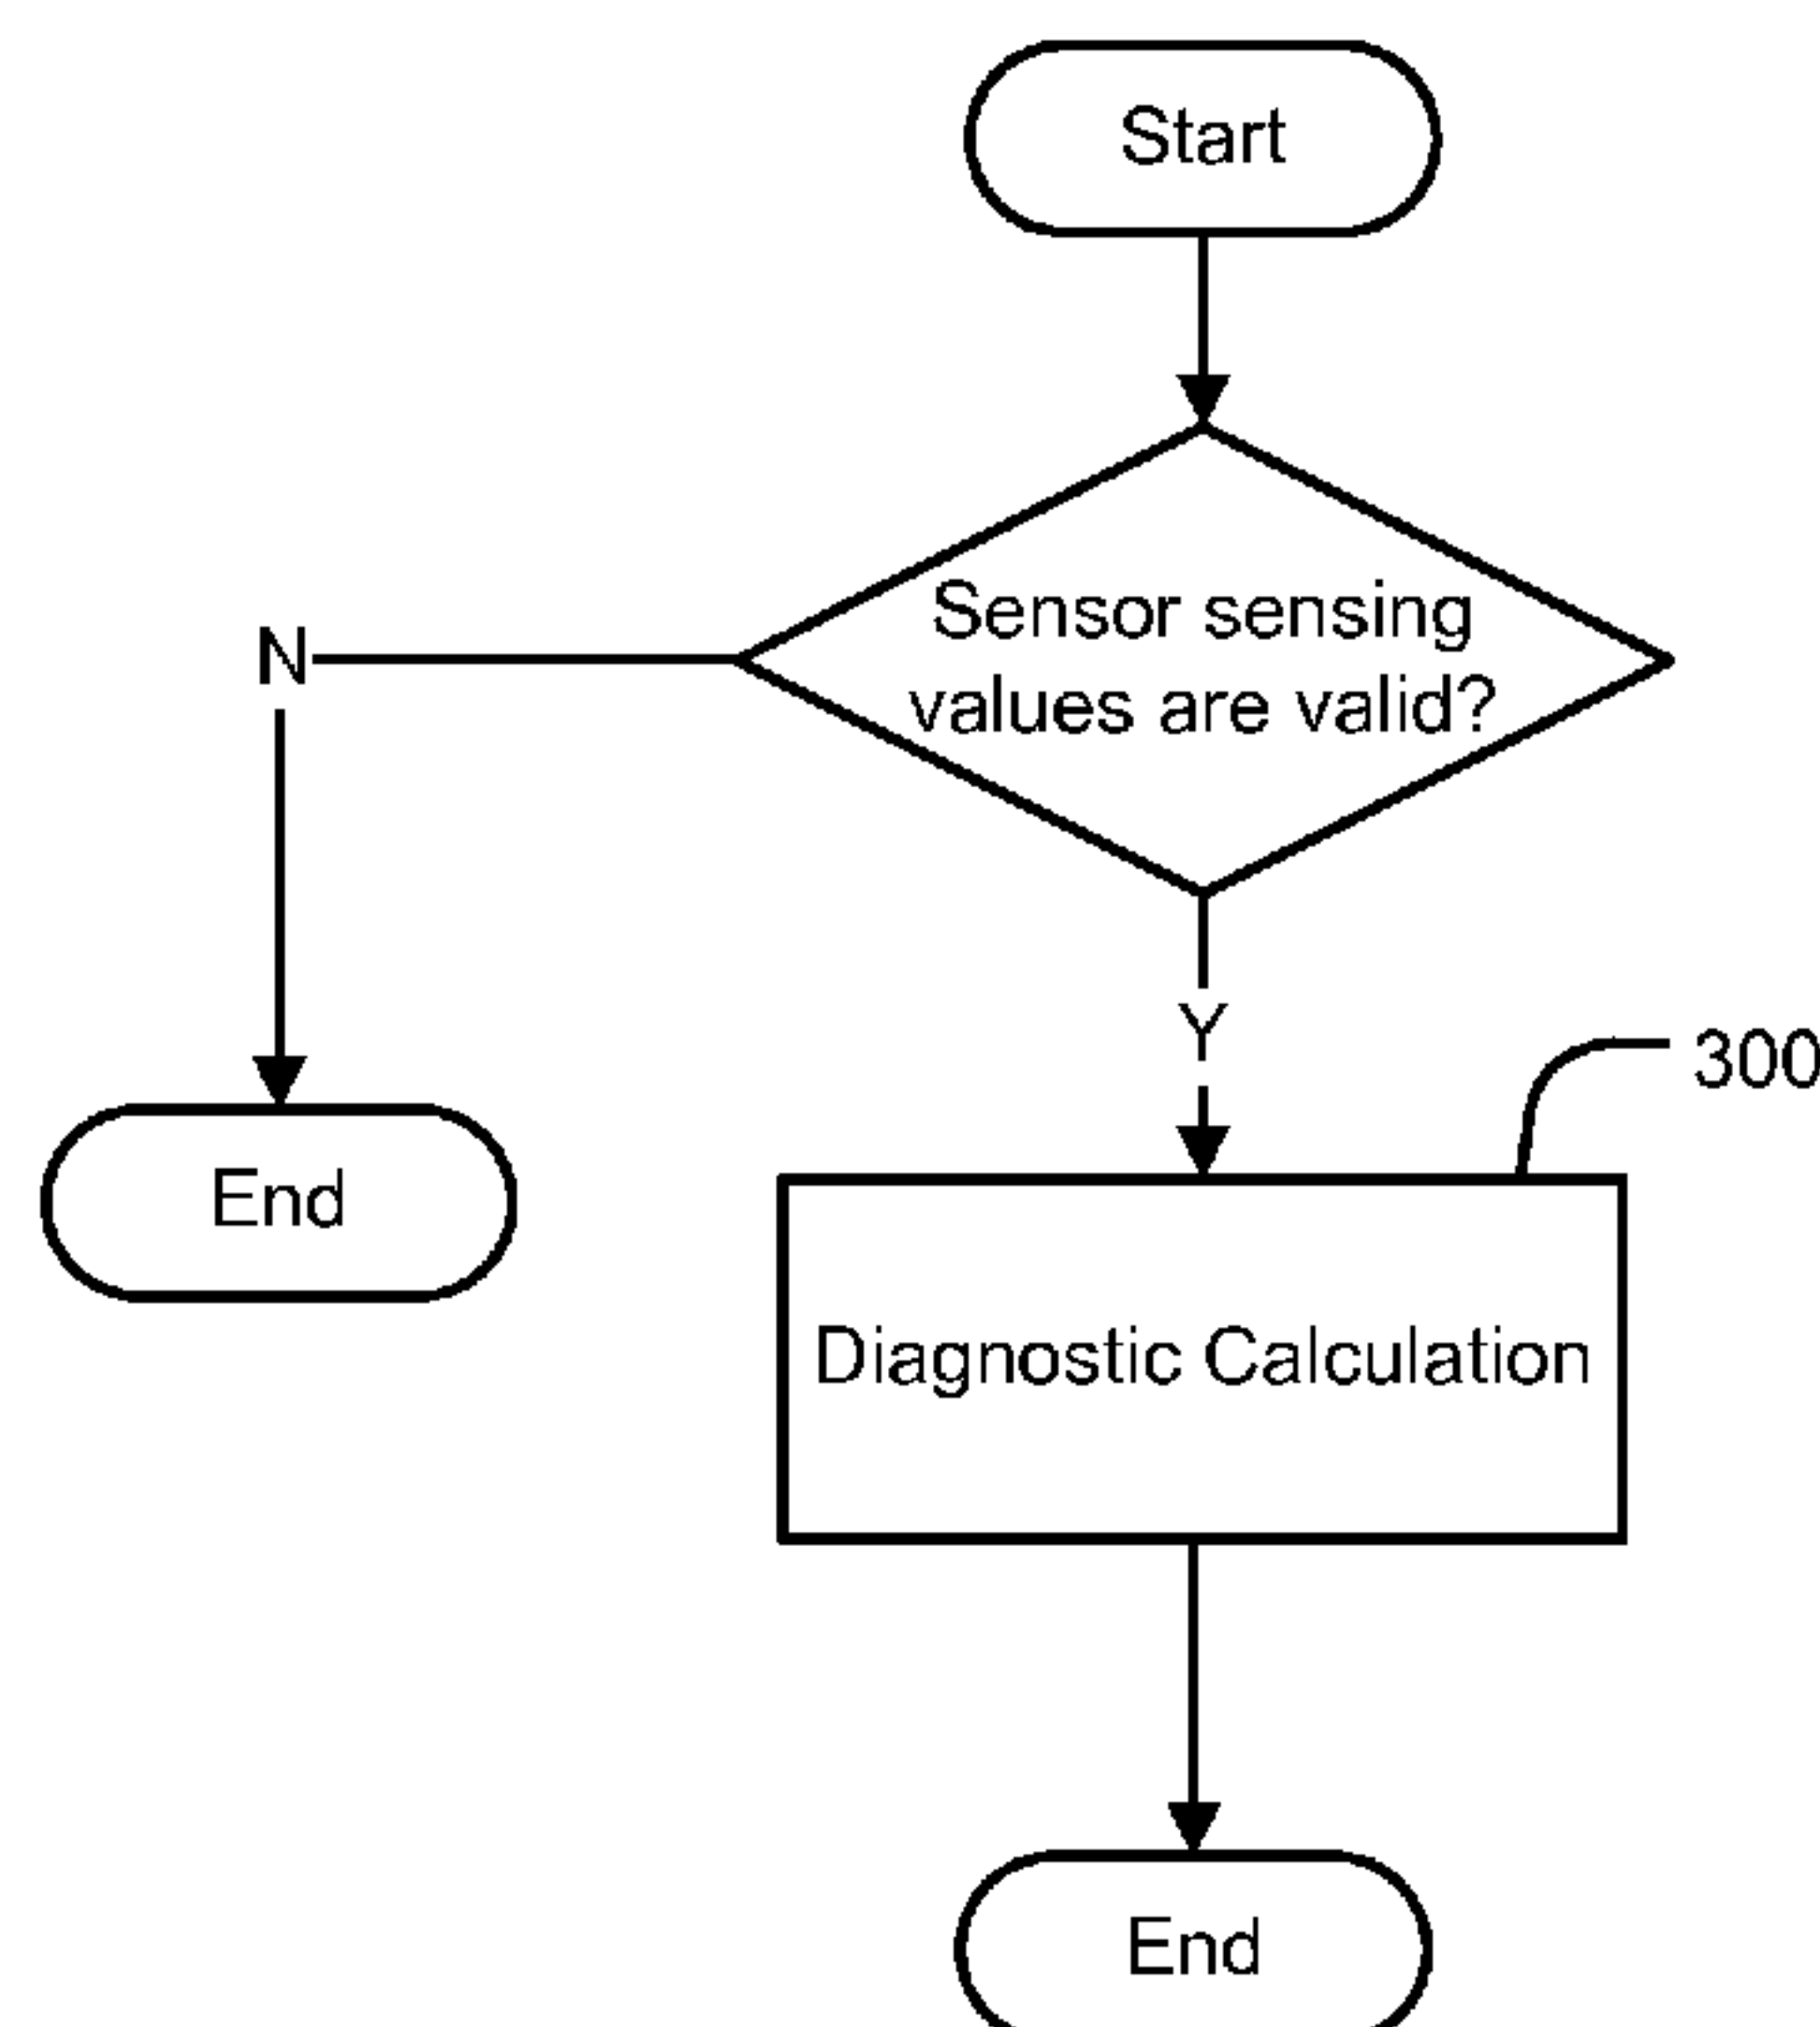 Start
Sensor sensing
values are valid?
N
Y
300
End
Diagnostic Calculation
End